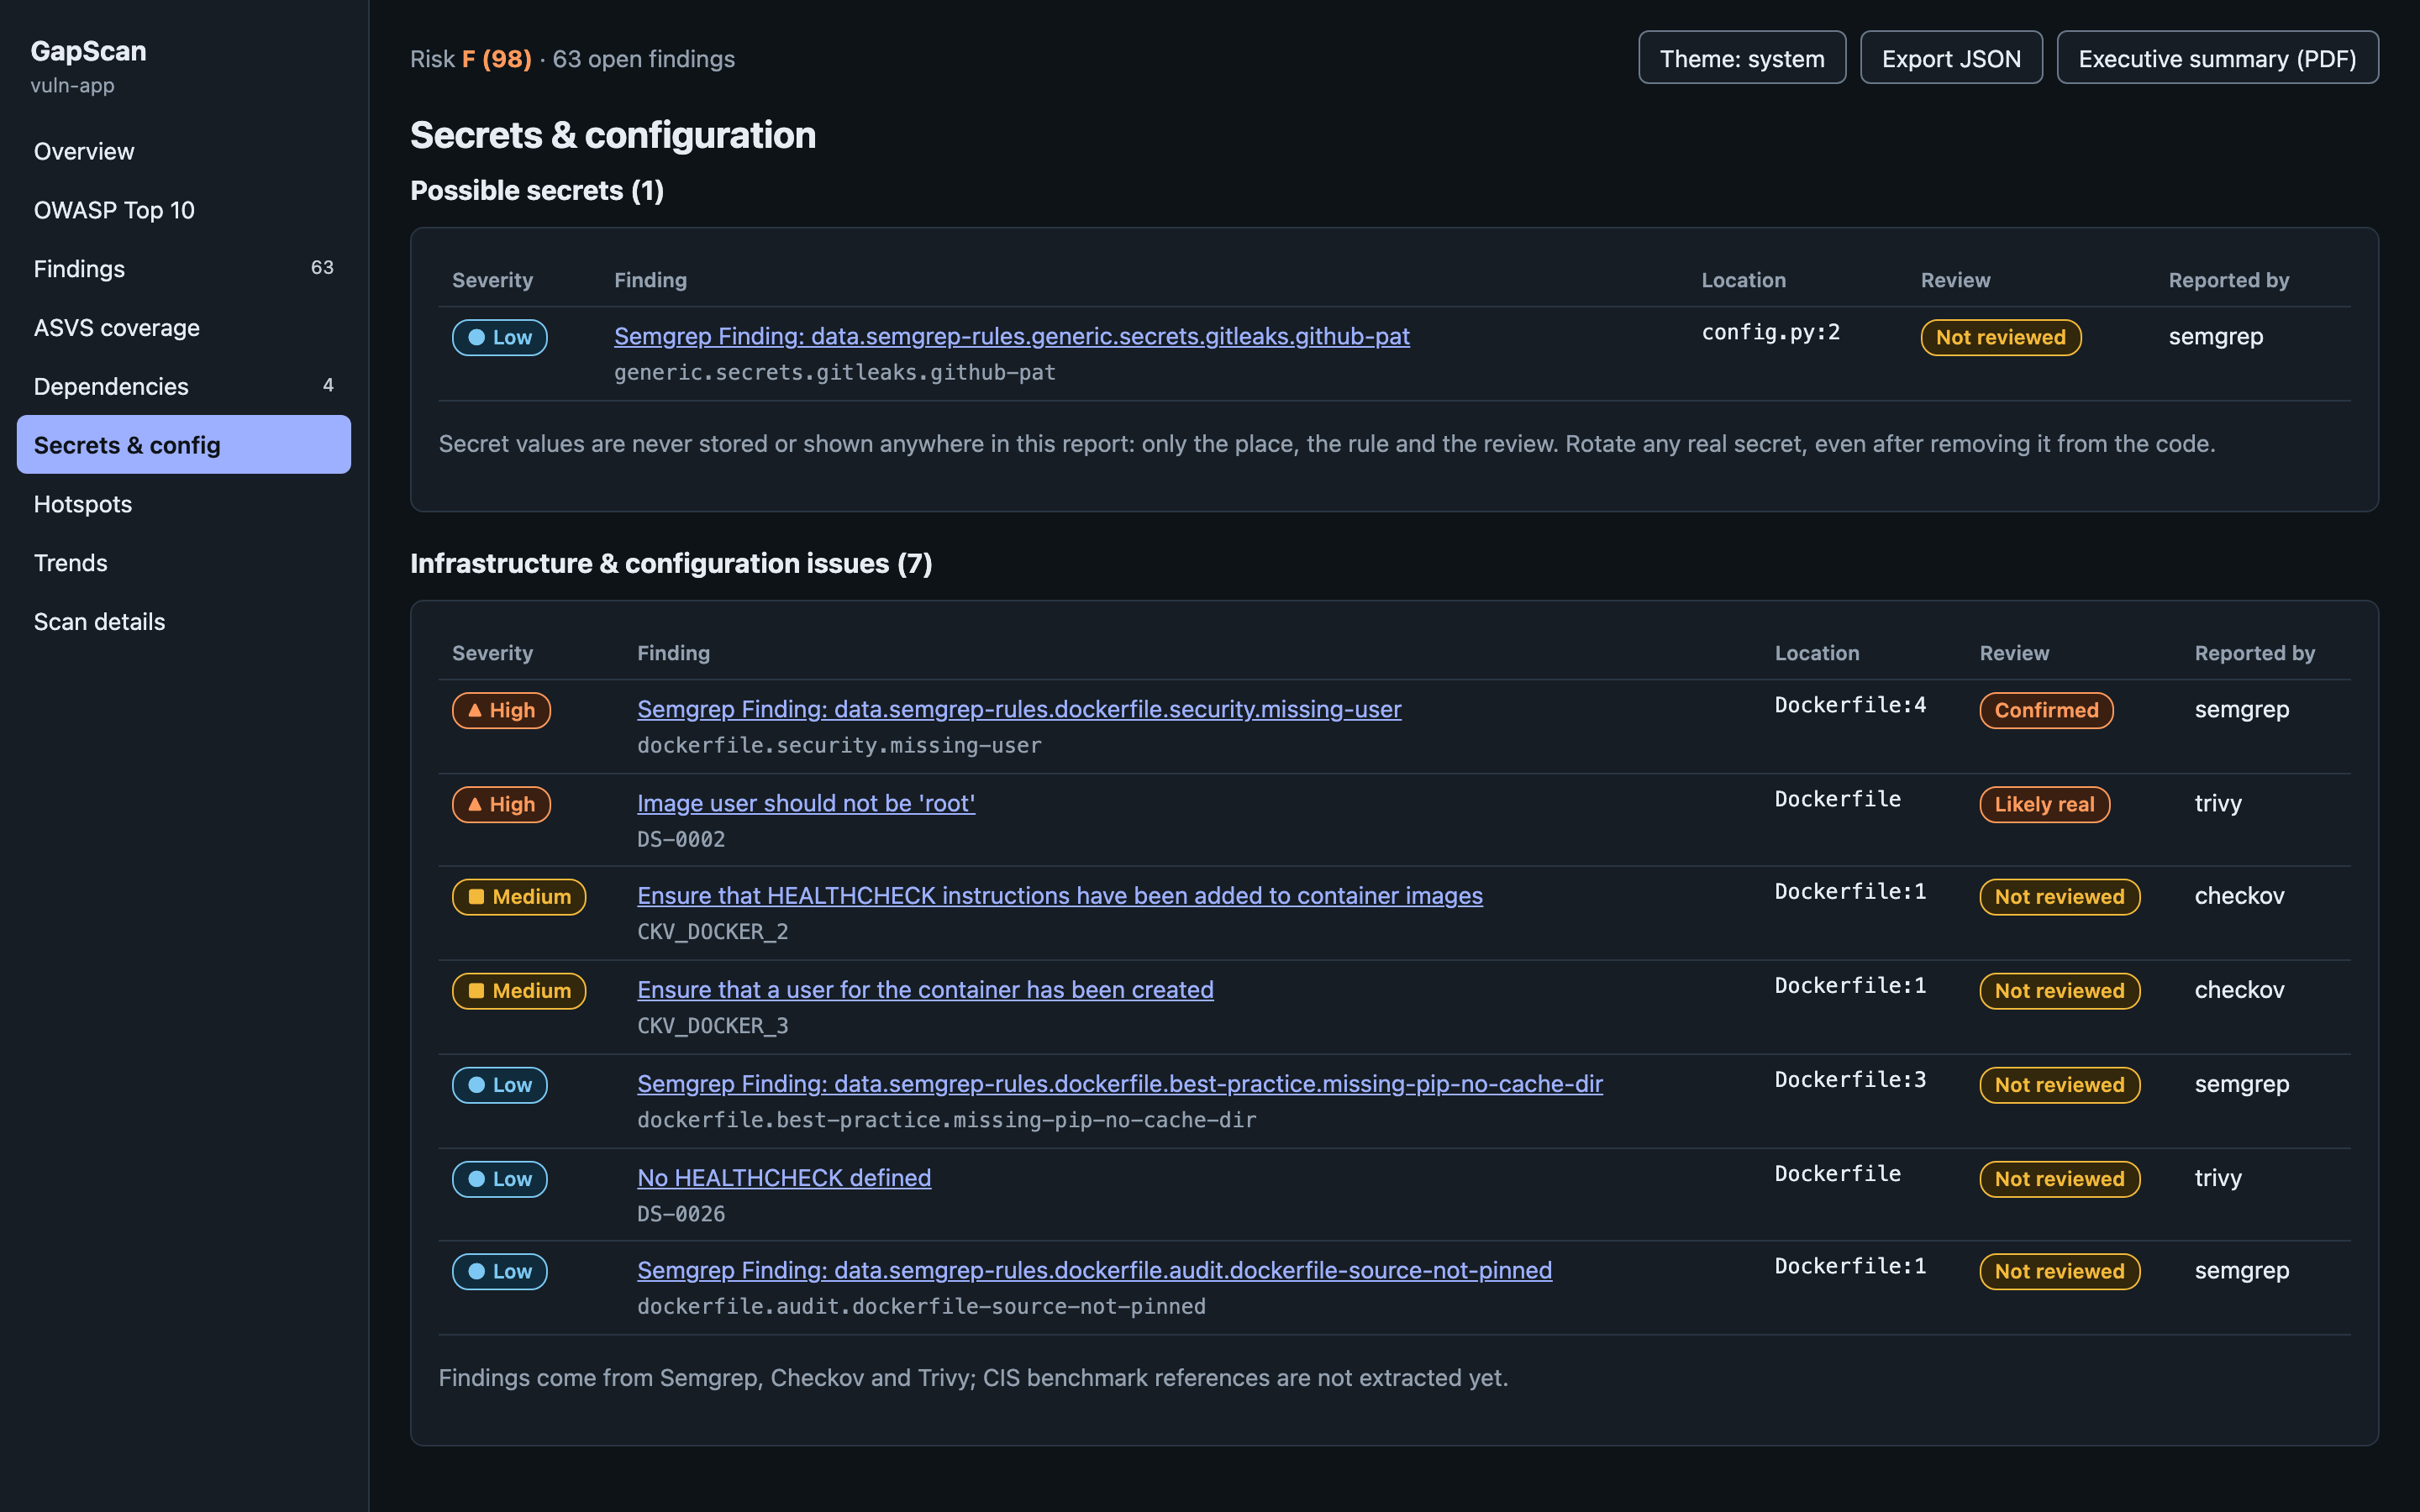 GapScan
vuln-app
Overview
OWASP Top 10
Findings 63
ASVS coverage
Dependencies 4
Secrets & config
Hotspots
Trends
Scan details
Risk F (98) · 63 open findings
Theme: system
Export JSON
Executive summary (PDF)
Secrets & configuration
Possible secrets (1)
Severity Finding Location Review Reported by
Low Semgrep Finding: data.semgrep-rules.generic.secrets.gitleaks.github-pat config.py:2 Not reviewed semgrep
generic.secrets.gitleaks.github-pat
Secret values are never stored or shown anywhere in this report: only the place, the rule and the review. Rotate any real secret, even after removing it from the code.
Infrastructure & configuration issues (7)
Severity Finding Location Review Reported by
High Semgrep Finding: data.semgrep-rules.dockerfile.security.missing-user Dockerfile:4 Confirmed semgrep
dockerfile.security.missing-user
High Image user should not be 'root' Dockerfile Likely real trivy
DS-0002
Medium Ensure that HEALTHCHECK instructions have been added to container images Dockerfile:1 Not reviewed checkov
CKV_DOCKER_2
Medium Ensure that a user for the container has been created Dockerfile:1 Not reviewed checkov
CKV_DOCKER_3
Low Semgrep Finding: data.semgrep-rules.dockerfile.best-practice.missing-pip-no-cache-dir Dockerfile:3 Not reviewed semgrep
dockerfile.best-practice.missing-pip-no-cache-dir
Low No HEALTHCHECK defined Dockerfile Not reviewed trivy
DS-0026
Low Semgrep Finding: data.semgrep-rules.dockerfile.audit.dockerfile-source-not-pinned Dockerfile:1 Not reviewed semgrep
dockerfile.audit.dockerfile-source-not-pinned
Findings come from Semgrep, Checkov and Trivy; CIS benchmark references are not extracted yet.